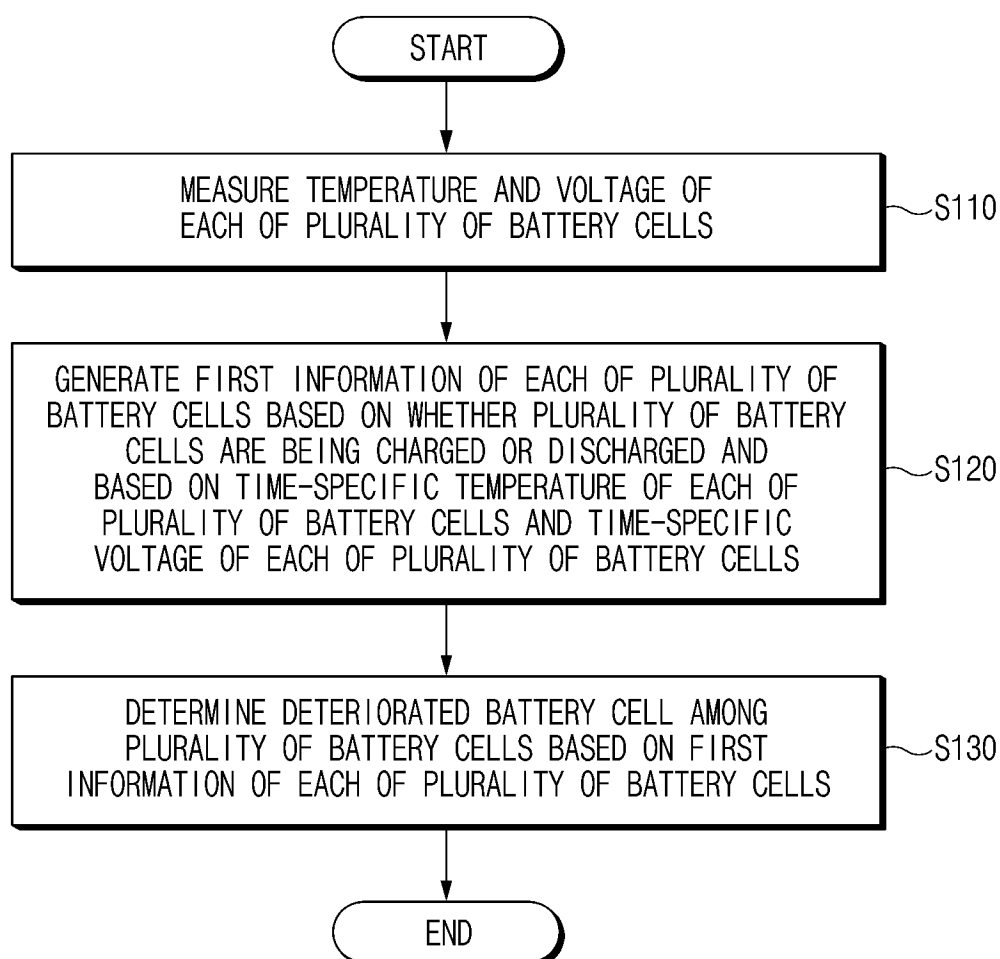 START
MEASURE TEMPERATURE AND VOLTAGE OF
EACH OF PLURALITY OF BATTERY CELLS
S110
GENERATE FIRST INFORMATION OF EACH OF PLURALITY OF
BATTERY CELLS BASED ON WHETHER PLURALITY OF BATTERY
CELLS ARE BEING CHARGED OR DISCHARGED AND
BASED ON TIME-SPECIFIC TEMPERATURE OF EACH OF
PLURALITY OF BATTERY CELLS AND TIME-SPECIFIC
VOLTAGE OF EACH OF PLURALITY OF BATTERY CELLS
S120
DETERMINE DETERIORATED BATTERY CELL AMONG
PLURALITY OF BATTERY CELLS BASED ON FIRST
INFORMATION OF EACH OF PLURALITY OF BATTERY CELLS
S130
END